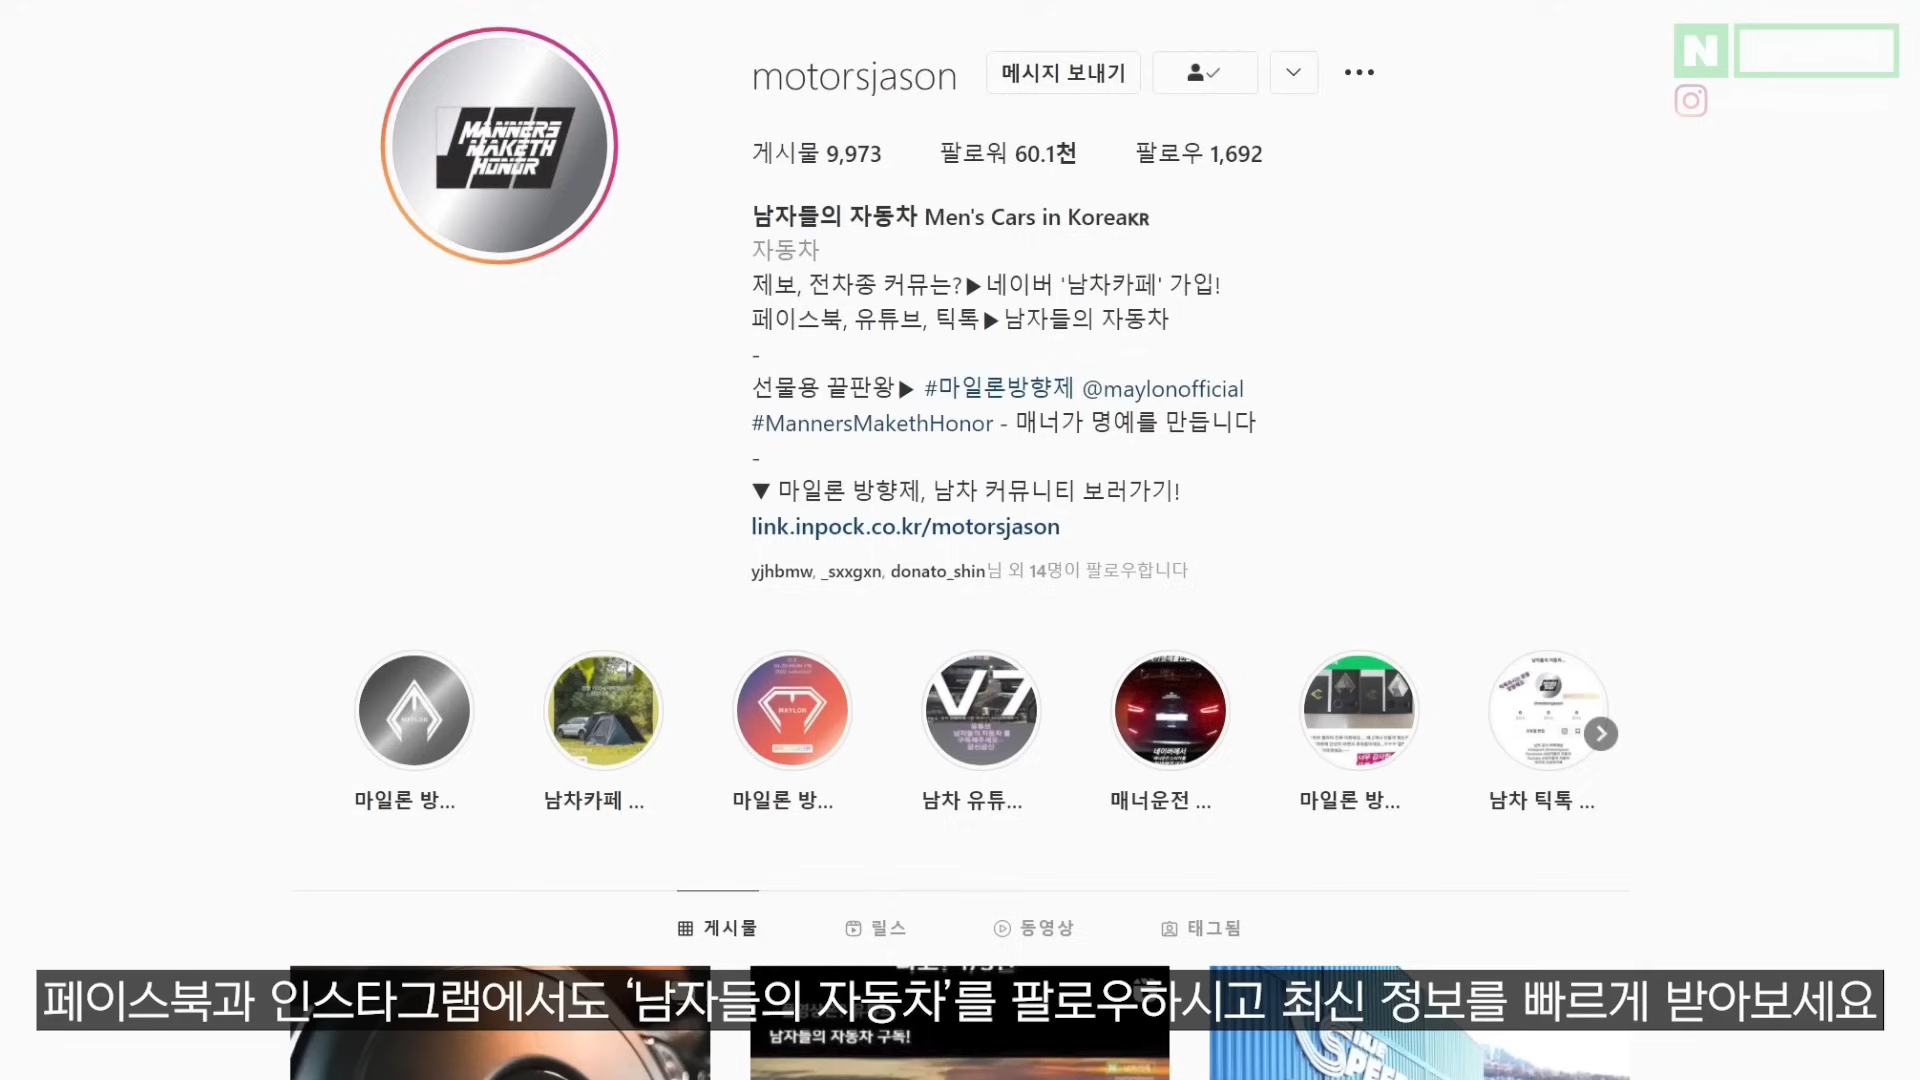 motorsjason 메시지 보내기
게시물 9,973 팔로워 60.1천 팔로우 1,692
남자들의 자동차 Men's Cars in KoreaKR
자동차
제보, 전차종 커뮤는?▶네이버 '남차카페' 가입!
페이스북, 유튜브, 틱톡▶남자들의 자동차
-
선물용 끝판왕▶ #마일론방향제 @maylonofficial
#MannersMakethHonor - 매너가 명예를 만듭니다
-
▼ 마일론 방향제, 남차 커뮤니티 보러가기!
link.inpock.co.kr/motorsjason
yjhbmw, _sxxgxn, donato_shin님 외 14명이 팔로우합니다
MANNERS
MAKETH
HONOR
N
MAYLON
MAYLON
V7
마일론 방... 남차카페 ... 마일론 방... 남차 유튜... 매너운전 ... 마일론 방... 남차 틱톡 ...
게시물 릴스 동영상 태그됨
페이스북과 인스타그램에서도 ‘남자들의 자동차’를 팔로우하시고 최신 정보를 빠르게 받아보세요
남자들의 자동차 구독!